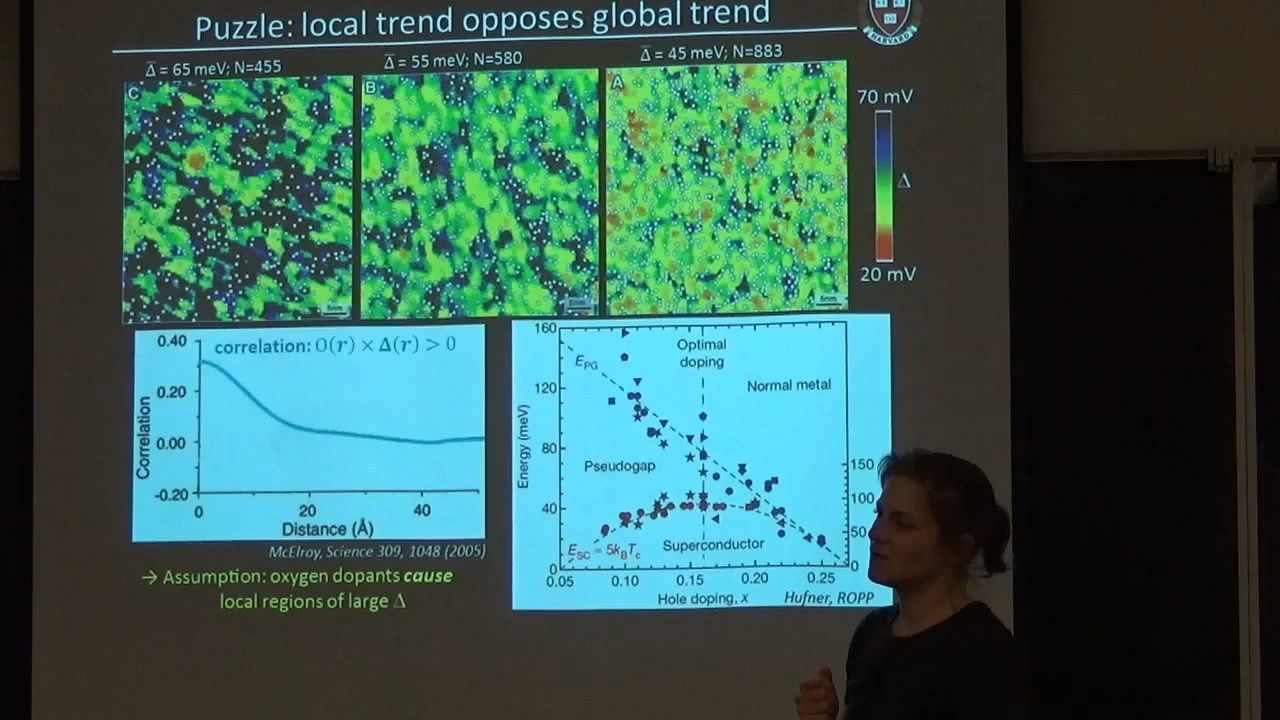 Puzzle: local trend opposes global trend
HARVARD
Δ̄ = 65 meV; N=455
Δ̄ = 55 meV; N=580
Δ̄ = 45 meV; N=883
C
B
A
70 mV
Δ
20 mV
5nm
0.40
0.20
0.00
-0.20
Correlation
correlation: O(r) × Δ(r) > 0
0
20
40
Distance (Å)
McElroy, Science 309, 1048 (2005)
→ Assumption: oxygen dopants cause
local regions of large Δ
160
120
80
40
0
Energy (meV)
E_PG
Optimal
doping
Normal metal
Pseudogap
E_SC = 5k_BT_c
Superconductor
150
100
50
0
0.05
0.10
0.15
0.20
0.25
Hole doping, x
Hufner, ROPP